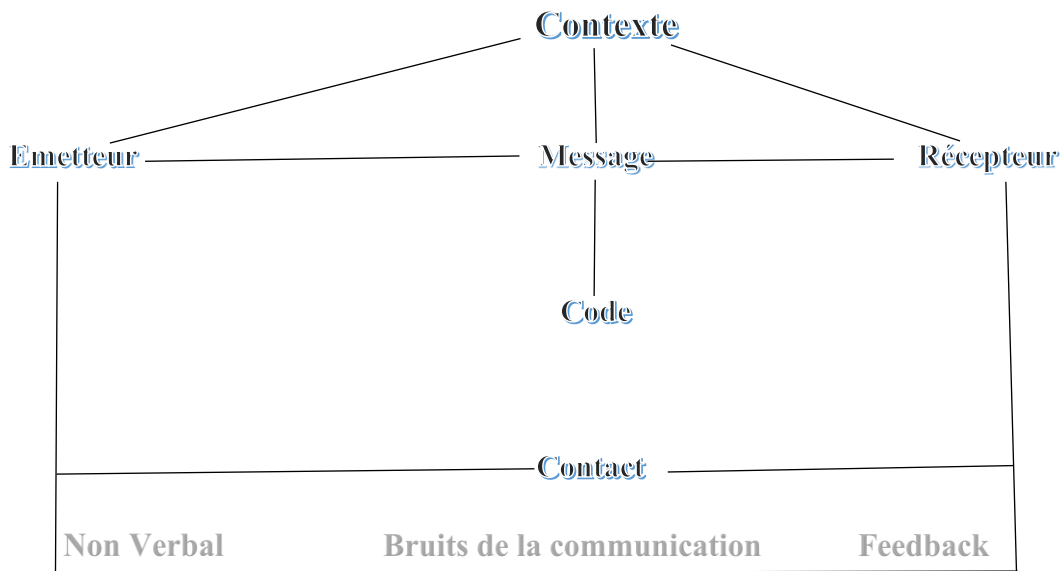 Contexte
Emetteur Message Récepteur
Code
Contact
Non Verbal Bruits de la communication Feedback